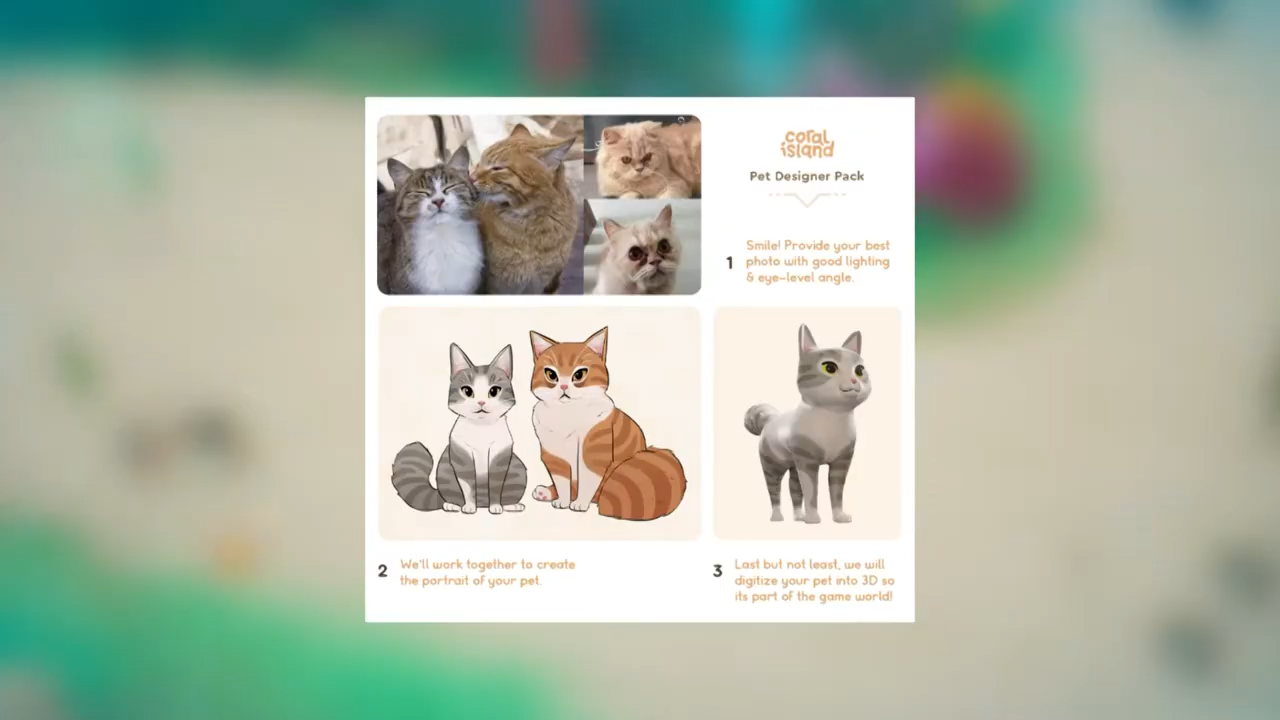 coral
island
Pet Designer Pack
1
Smile! Provide your best
photo with good lighting
& eye-level angle.
2
We'll work together to create
the portrait of your pet.
3
Last but not least, we will
digitize your pet into 3D so
its part of the game world!